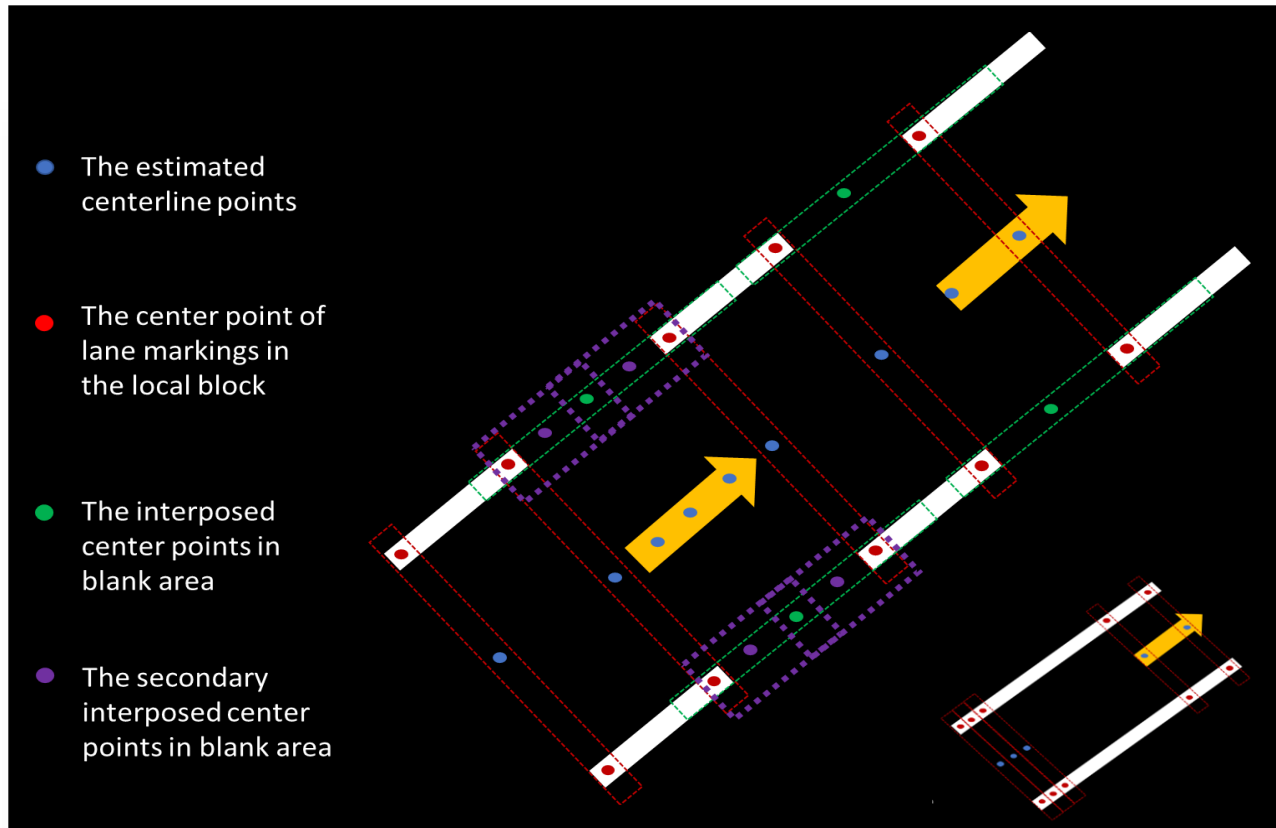 The estimated
centerline points
The center point of
lane markings in
the local block
The interposed
center points in
blank area
The secondary
interposed center
points in blank area